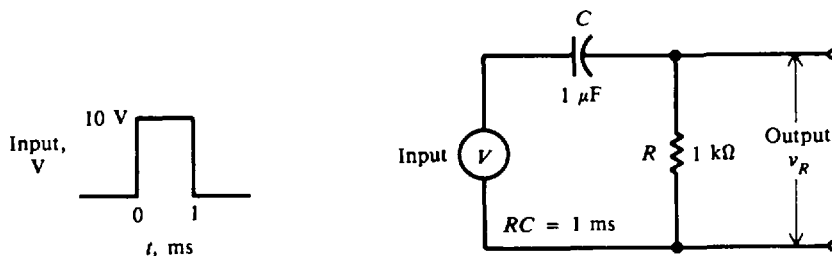 C
1 μF
10 V
Input,
V
0 1
t, ms
Input V
R 1 kΩ
Output
v_R
RC = 1 ms